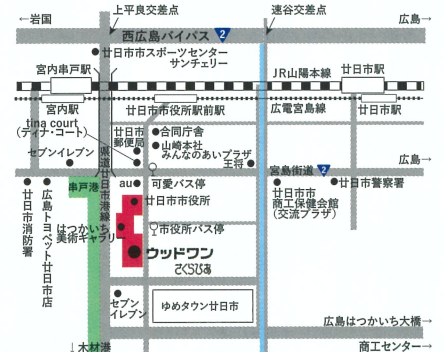 ←岩国
上平良交差点
速谷交差点
広島→
西広島バイパス
2
廿日市市スポーツセンター
サンチェリー
宮内串戸駅
JR山陽本線
廿日市駅
宮内駅
廿日市市役所前駅
広電宮島線
廿日市駅
tina court
(ティナ・コート)
廿日市
郵便局
合同庁舎
山崎本社
みんなのあいプラザ
王将
セブンイレブン
県道廿日市港線
宮島街道
2
広島→
串戸港
au
可愛バス停
廿日市市
商工保健会館
(交流プラザ)
廿日市警察署
廿日市消防署
広島トヨペット廿日市店
廿日市市役所
はつかいち
美術ギャラリー
市役所バス停
ウッドワン
さくらぴあ
セブン
イレブン
ゆめタウン廿日市
広島はつかいち大橋→
↓木材港
商工センター→